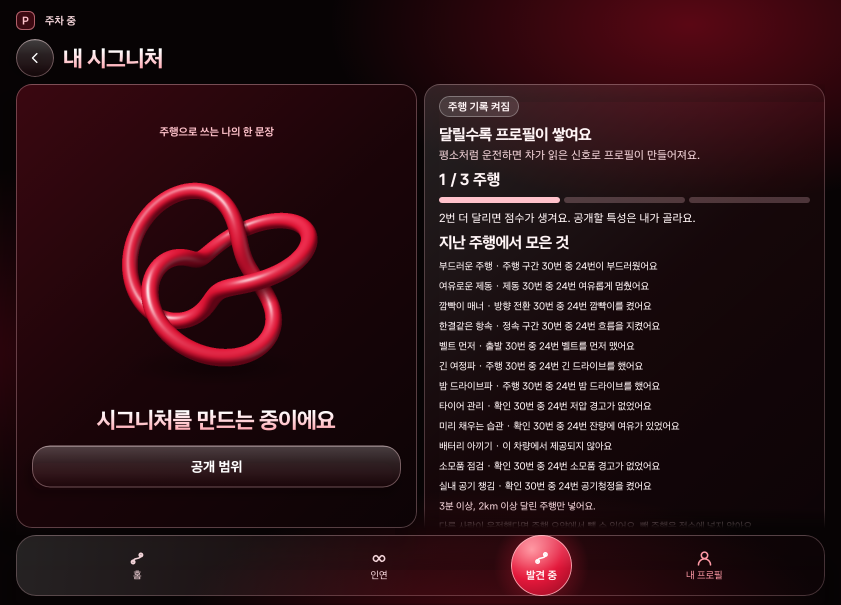 P 주차 중
내 시그니처
주행으로 쓰는 나의 한 문장
시그니처를 만드는 중이에요
공개 범위
주행 기록 켜짐
달릴수록 프로필이 쌓여요
평소처럼 운전하면 차가 읽은 신호로 프로필이 만들어져요.
1 / 3 주행
2번 더 달리면 점수가 생겨요. 공개할 특성은 내가 골라요.
지난 주행에서 모은 것
부드러운 주행 · 주행 구간 30번 중 24번이 부드러웠어요
여유로운 제동 · 제동 30번 중 24번 여유롭게 멈췄어요
깜빡이 매너 · 방향 전환 30번 중 24번 깜빡이를 켰어요
한결같은 항속 · 정속 구간 30번 중 24번 흐름을 지켰어요
벨트 먼저 · 출발 30번 중 24번 벨트를 먼저 맸어요
긴 여정파 · 주행 30번 중 24번 긴 드라이브를 했어요
밤 드라이브파 · 주행 30번 중 24번 밤 드라이브를 했어요
타이어 관리 · 확인 30번 중 24번 저압 경고가 없었어요
미리 채우는 습관 · 확인 30번 중 24번 잔량에 여유가 있었어요
배터리 아끼기 · 이 차량에서 제공되지 않아요
소모품 점검 · 확인 30번 중 24번 소모품 경고가 없었어요
실내 공기 챙김 · 확인 30번 중 24번 공기청정을 켰어요
3분 이상, 2km 이상 달린 주행만 넣어요.
홈
인연
발견 중
내 프로필